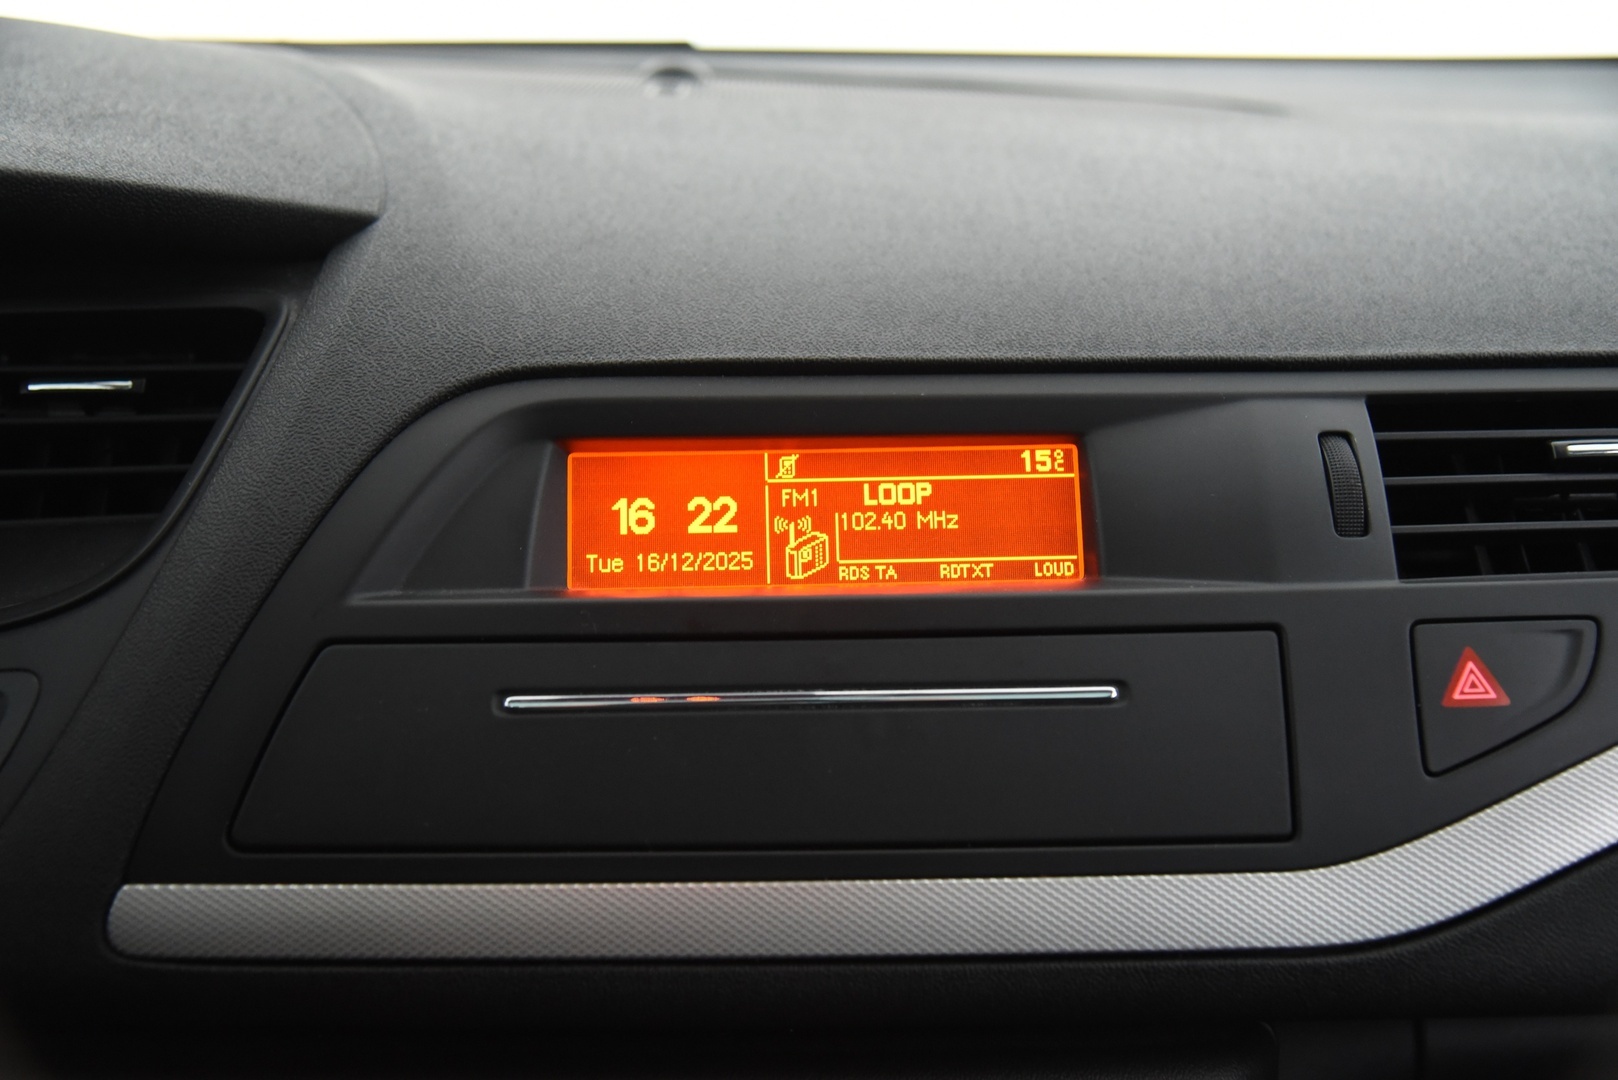 15°C
FM1 LOOP
16 22
102.40 MHz
Tue 16/12/2025
RDS TA RDTXT LOUD